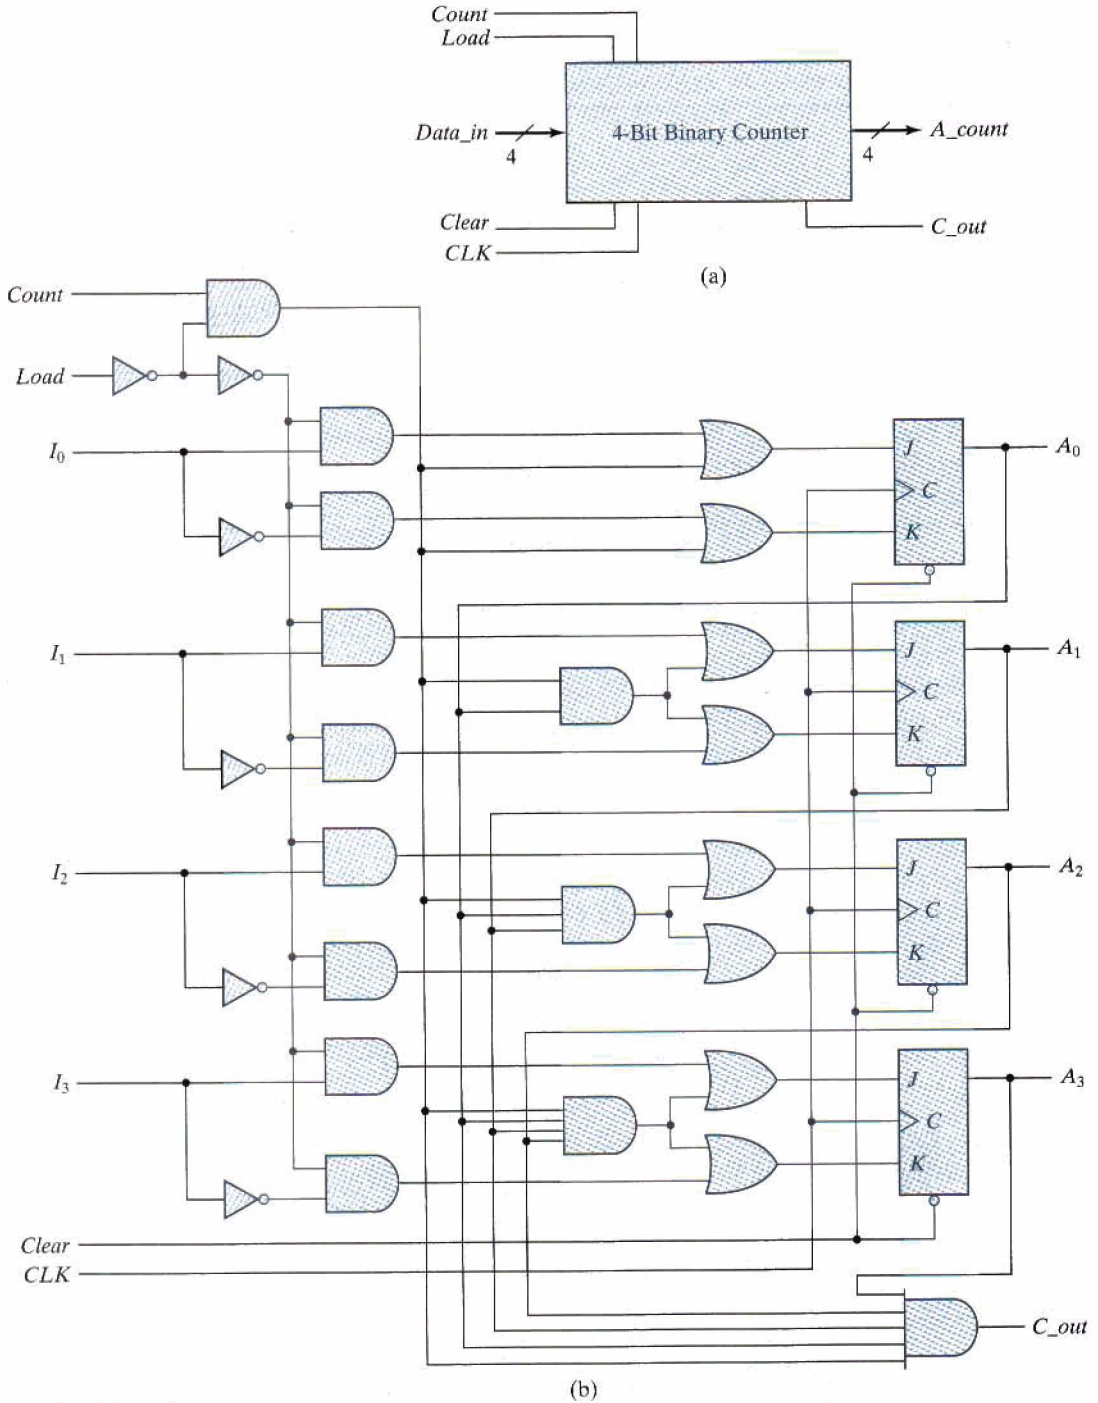 Count
Load
Data_in
4
4-Bit Binary Counter
4
A_count
Clear
CLK
C_out
(a)
Count
Load
I0
J
C
K
A0
I1
J
C
K
A1
I2
J
C
K
A2
I3
J
C
K
A3
Clear
CLK
C_out
(b)